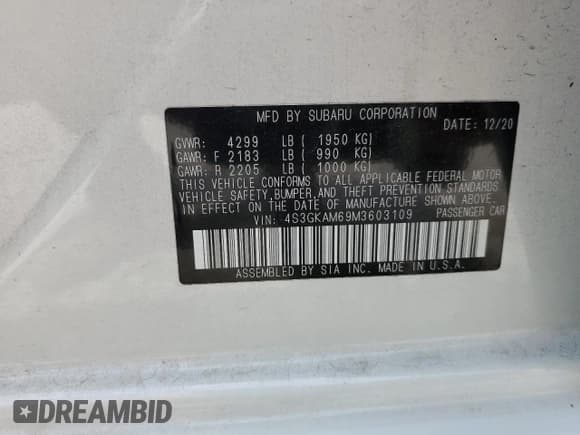 MFD BY SUBARU CORPORATION
DATE: 12/20
GVWR: 4299 LB ( 1950 KG)
GAWR: F 2183 LB ( 990 KG)
GAWR: R 2205 LB ( 1000 KG)
THIS VEHICLE CONFORMS TO ALL APPLICABLE FEDERAL MOTOR
VEHICLE SAFETY, BUMPER, AND THEFT PREVENTION STANDARDS
IN EFFECT ON THE DATE OF MANUFACTURE SHOWN ABOVE.
VIN: 4S3GKAM69M3603109 PASSENGER CAR
ASSEMBLED BY SIA INC. MADE IN U.S.A.
DREAMBID